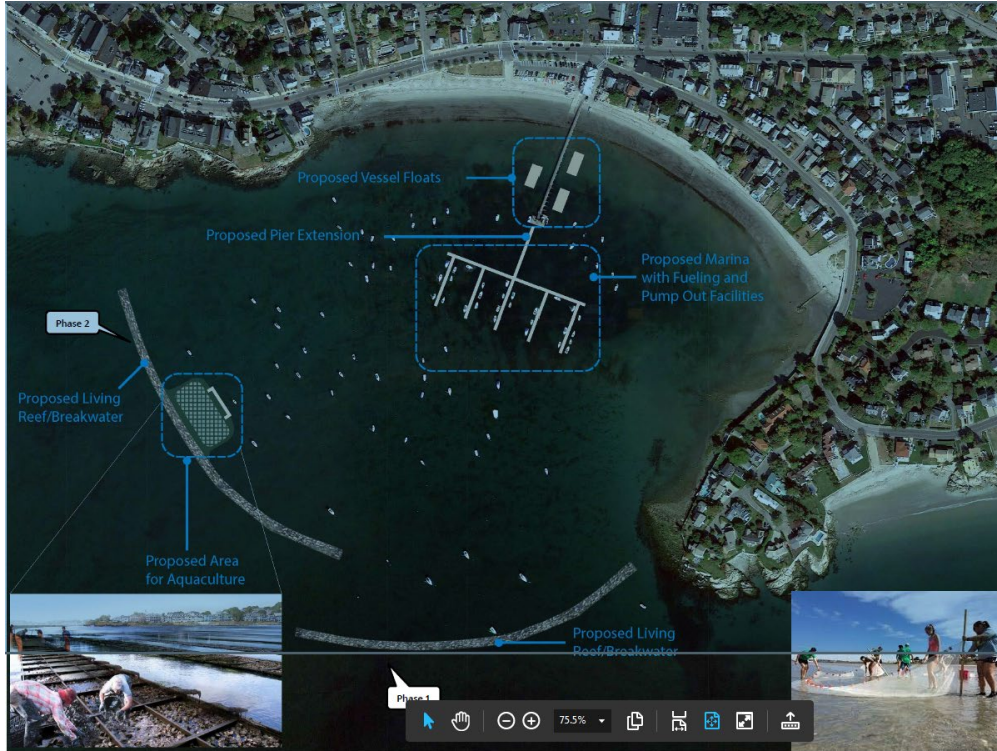 Proposed Vessel Floats
Proposed Pier Extension
Proposed Marina
with Fueling and
Pump Out Facilities
Phase 2
Proposed Living
Reef/Breakwater
Proposed Area
for Aquaculture
Proposed Living
Reef/Breakwater
Phase 1
75.5%